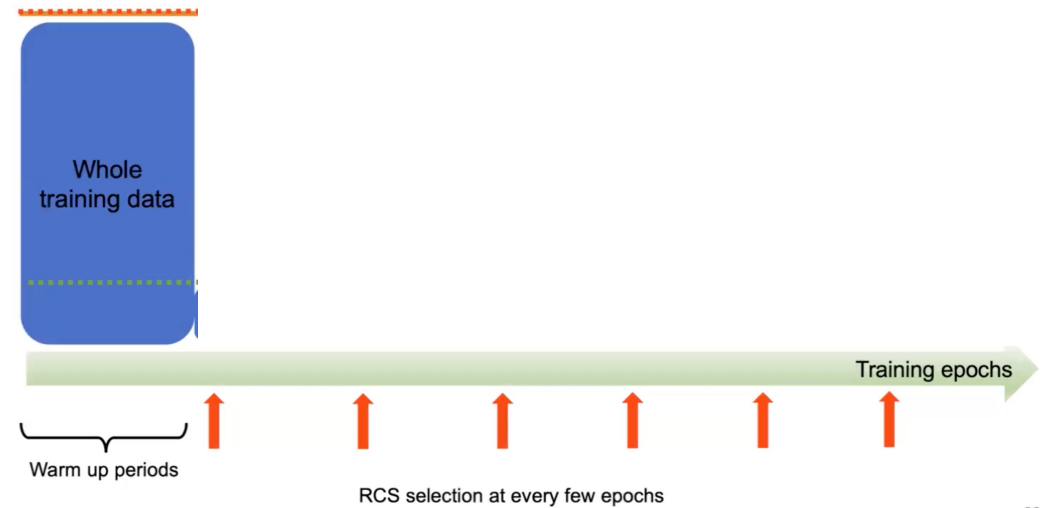 Whole
training data
Training epochs
Warm up periods
RCS selection at every few epochs